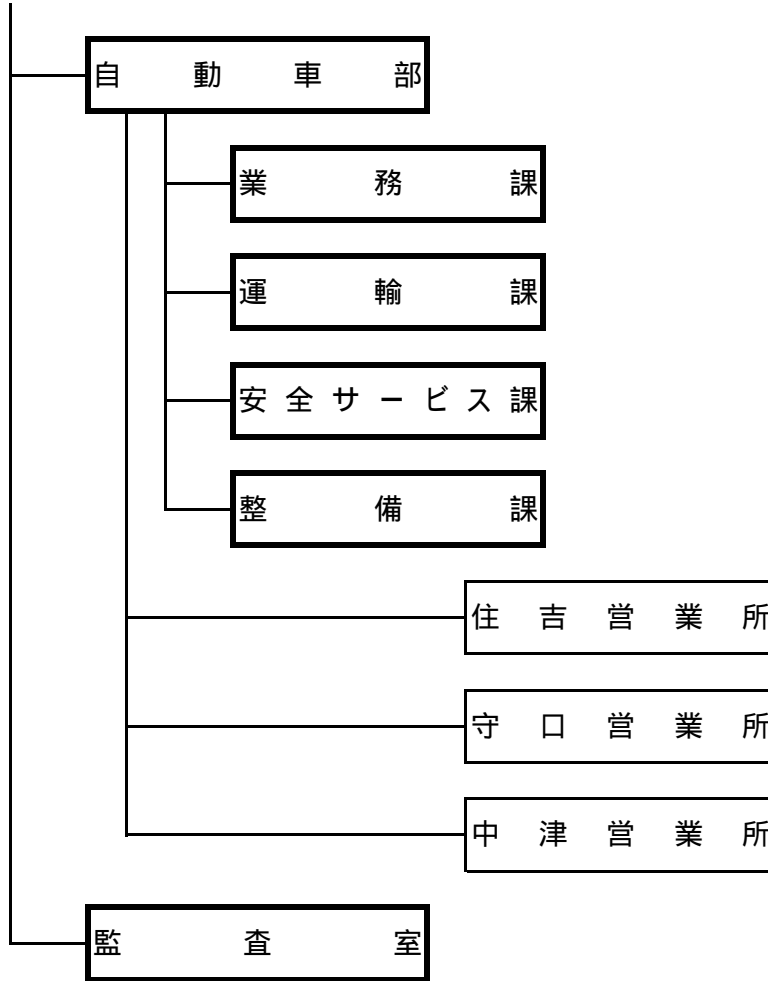 自動車部
業務課
運輸課
安全サービス課
整備課
住吉営業所
守口営業所
中津営業所
監査室